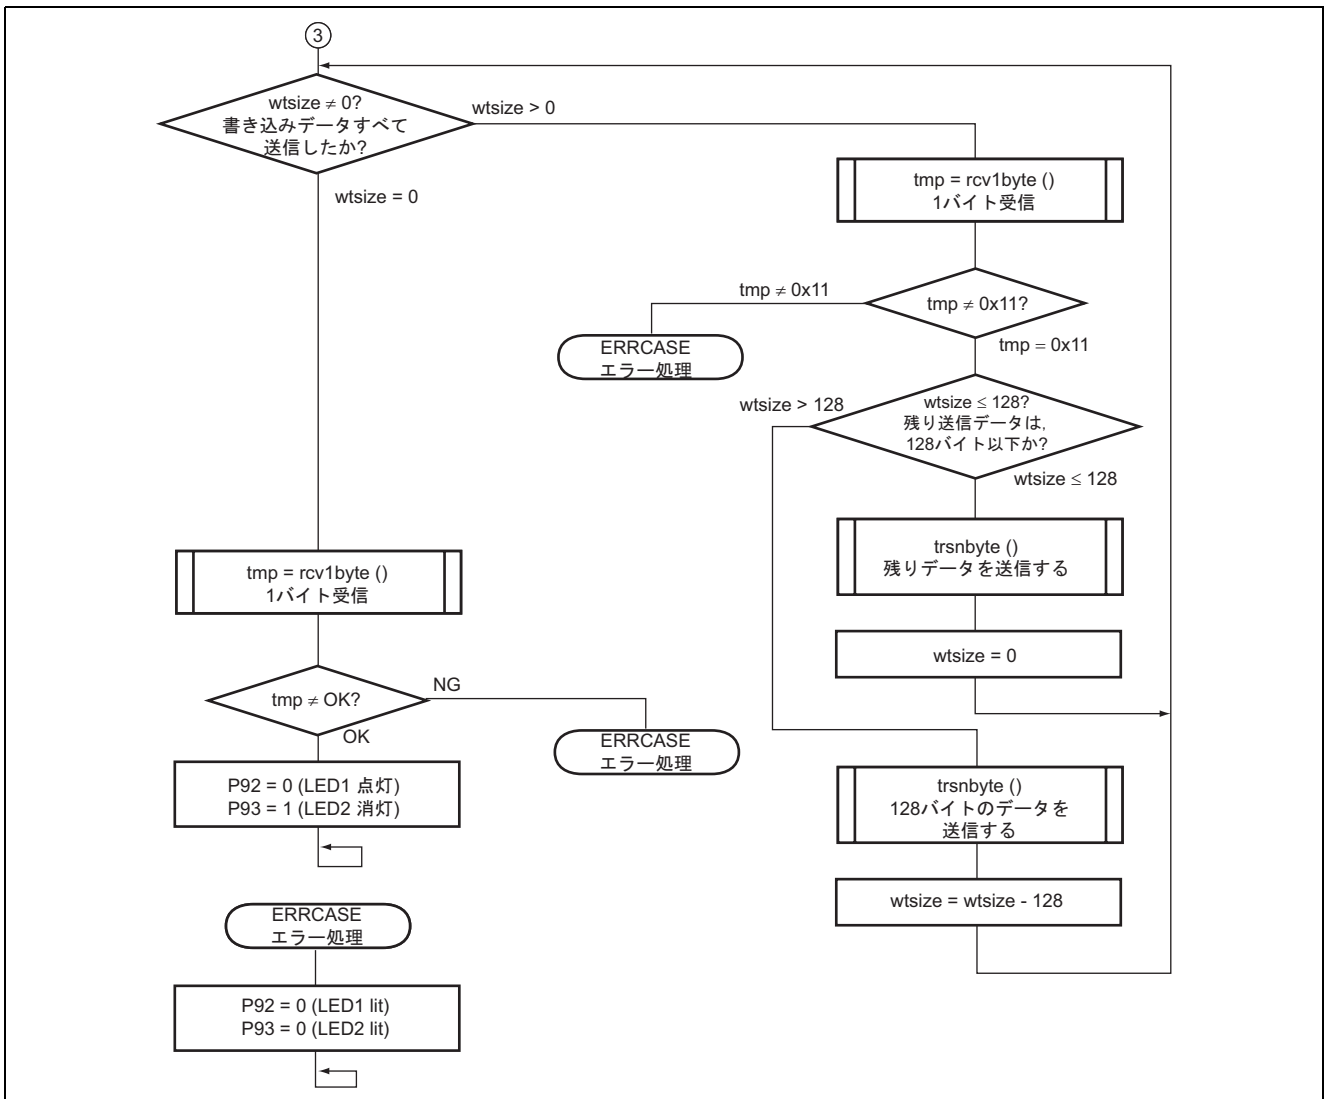 3
wtsize ≠ 0?
書き込みデータすべて
送信したか?
wtsize > 0
wtsize = 0
tmp = rcv1byte ()
1バイト受信
tmp ≠ 0x11?
tmp ≠ 0x11
tmp = 0x11
ERRCASE
エラー処理
wtsize ≤ 128?
残り送信データは,
128バイト以下か?
wtsize > 128
wtsize ≤ 128
trsnbyte ()
残りデータを送信する
wtsize = 0
trsnbyte ()
128バイトのデータを
送信する
wtsize = wtsize - 128
tmp = rcv1byte ()
1バイト受信
tmp ≠ OK?
NG
OK
ERRCASE
エラー処理
P92 = 0 (LED1 点灯)
P93 = 1 (LED2 消灯)
ERRCASE
エラー処理
P92 = 0 (LED1 lit)
P93 = 0 (LED2 lit)